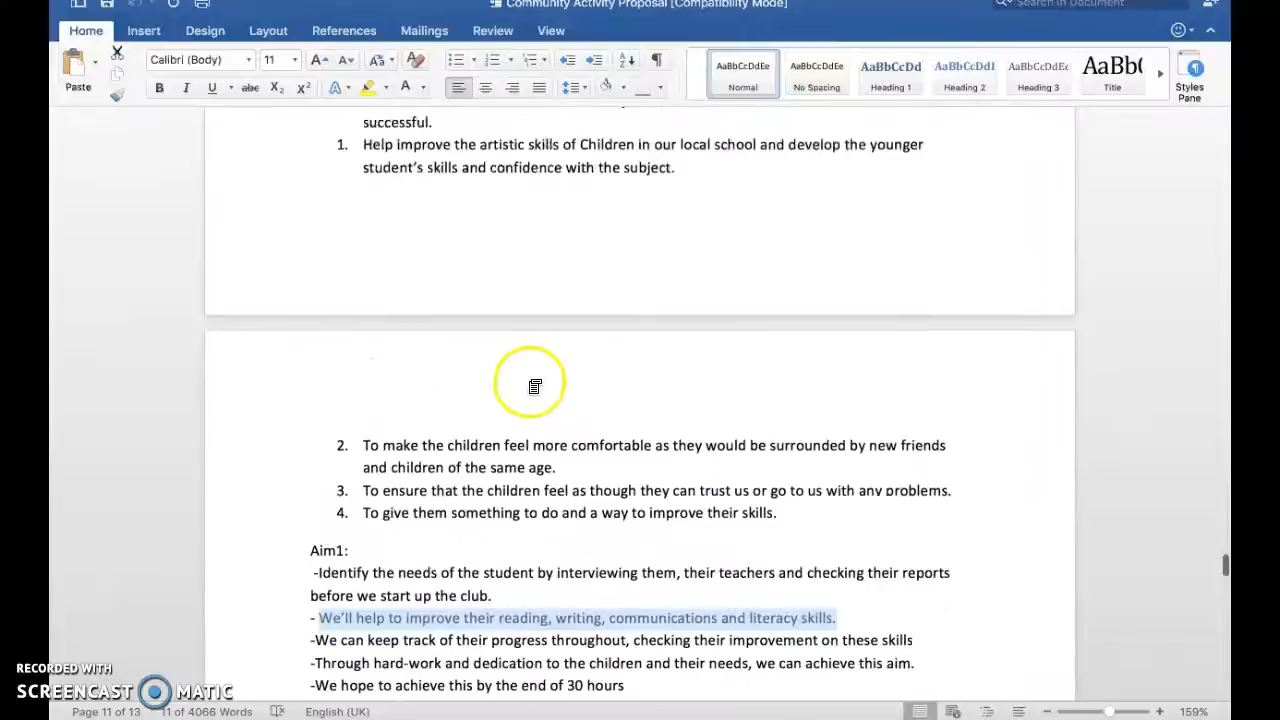 Community Activity Proposal [Compatibility Mode]
Search in Document
Home Insert Design Layout References Mailings Review View
Paste
Calibri (Body) 11
AaBbCcDdEe AaBbCcDdEe AaBbCcDd AaBbCcDdI AaBbCcDdEe AaBb(
Normal No Spacing Heading 1 Heading 2 Heading 3 Title
Styles
Pane
successful.
1. Help improve the artistic skills of Children in our local school and develop the younger
student's skills and confidence with the subject.
2. To make the children feel more comfortable as they would be surrounded by new friends
and children of the same age.
3. To ensure that the children feel as though they can trust us or go to us with any problems.
4. To give them something to do and a way to improve their skills.
Aim1:
-Identify the needs of the student by interviewing them, their teachers and checking their reports
before we start up the club.
- We'll help to improve their reading, writing, communications and literacy skills.
-We can keep track of their progress throughout, checking their improvement on these skills
-Through hard-work and dedication to the children and their needs, we can achieve this aim.
-We hope to achieve this by the end of 30 hours
RECORDED WITH
SCREENCAST MATIC
Page 11 of 13 11 of 4066 Words English (UK) 159%